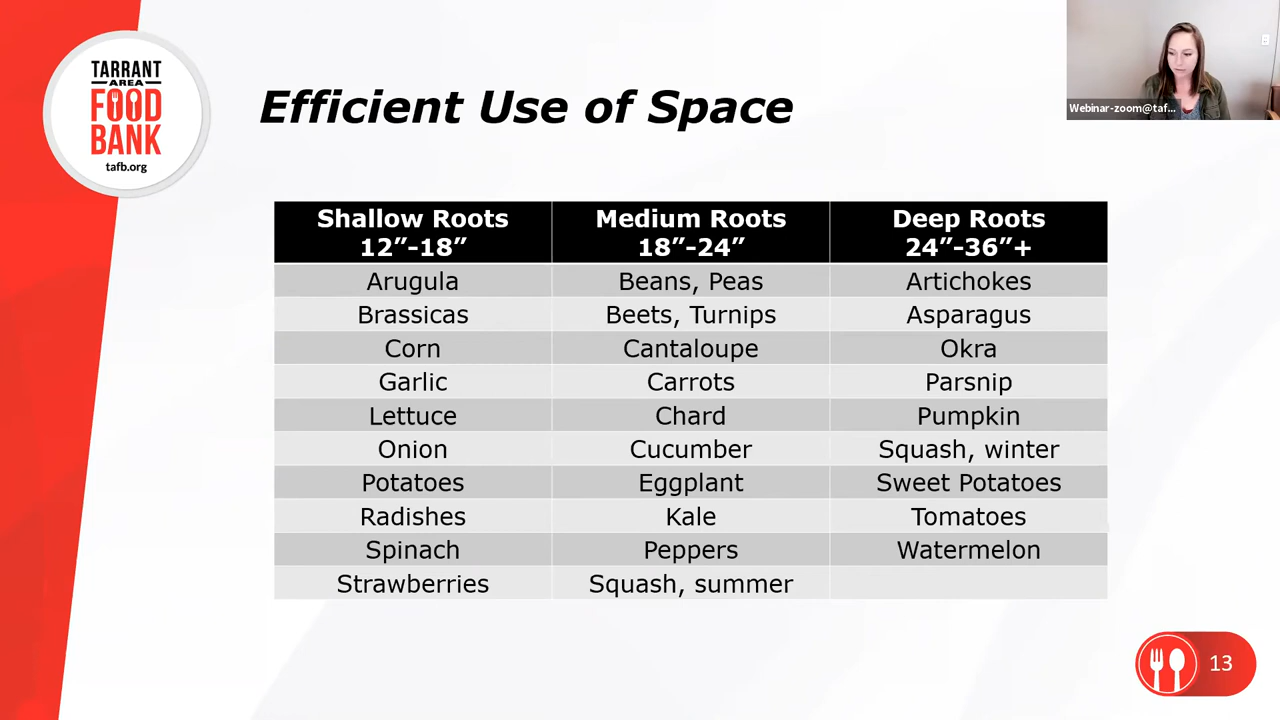 TARRANT
AREA
FOOD
BANK
tafb.org
Efficient Use of Space
Webinar-zoom@taf...
Shallow Roots Medium Roots Deep Roots
12”-18” 18”-24” 24”-36”+
Arugula Beans, Peas Artichokes
Brassicas Beets, Turnips Asparagus
Corn Cantaloupe Okra
Garlic Carrots Parsnip
Lettuce Chard Pumpkin
Onion Cucumber Squash, winter
Potatoes Eggplant Sweet Potatoes
Radishes Kale Tomatoes
Spinach Peppers Watermelon
Strawberries Squash, summer
13